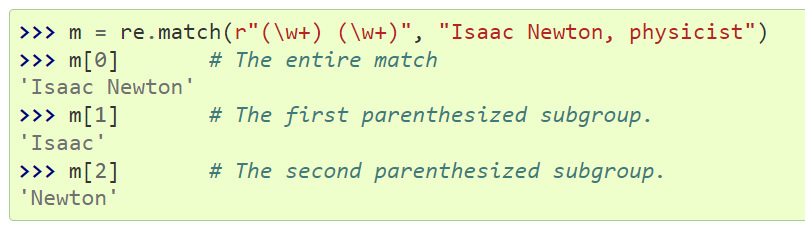 >>> m = re.match(r"(\w+) (\w+)", "Isaac Newton, physicist")
>>> m[0]       # The entire match
'Isaac Newton'
>>> m[1]       # The first parenthesized subgroup.
'Isaac'
>>> m[2]       # The second parenthesized subgroup.
'Newton'